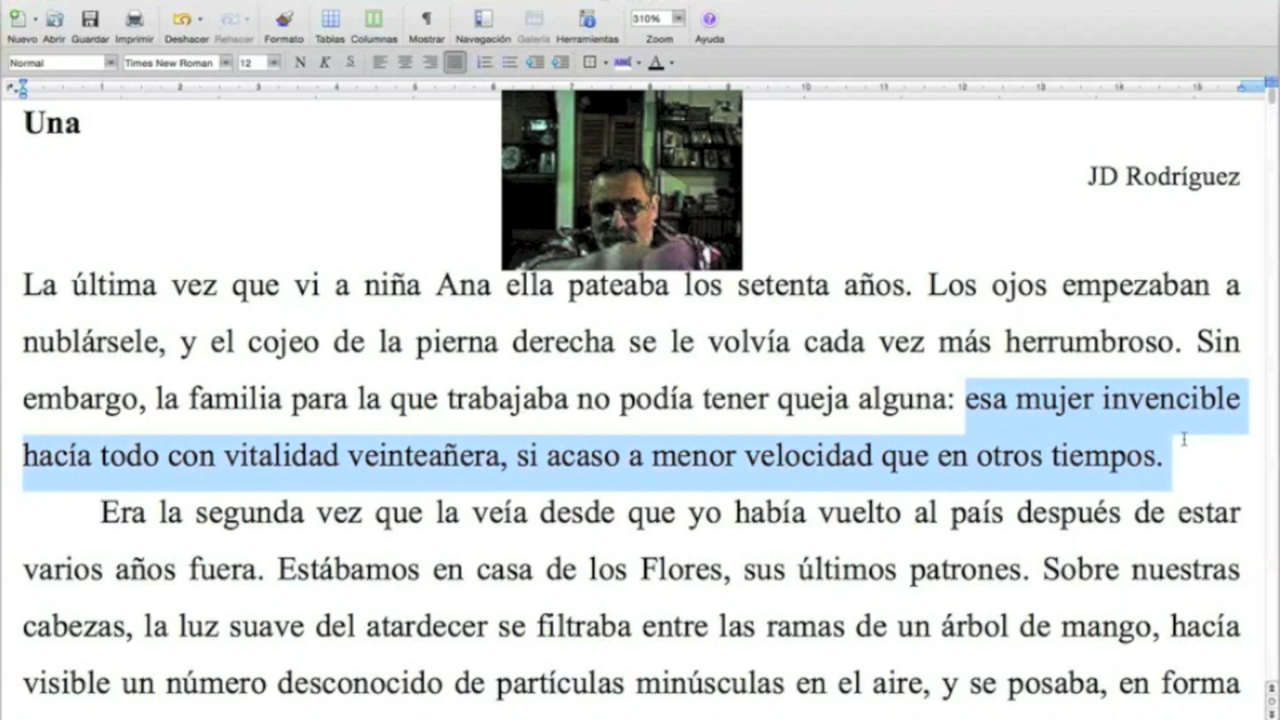 Nuevo Abrir Guardar Imprimir Deshacer Rehacer Formato Tablas Columnas Mostrar Navegación Galería Herramientas Zoom Ayuda
310%
Normal Times New Roman 12 N K S
Una
JD Rodríguez
La última vez que vi a niña Ana ella pateaba los setenta años. Los ojos empezaban a
nublársele, y el cojeo de la pierna derecha se le volvía cada vez más herrumbroso. Sin
embargo, la familia para la que trabajaba no podía tener queja alguna: esa mujer invencible
hacía todo con vitalidad veinteañera, si acaso a menor velocidad que en otros tiempos.
Era la segunda vez que la veía desde que yo había vuelto al país después de estar
varios años fuera. Estábamos en casa de los Flores, sus últimos patrones. Sobre nuestras
cabezas, la luz suave del atardecer se filtraba entre las ramas de un árbol de mango, hacía
visible un número desconocido de partículas minúsculas en el aire, y se posaba, en forma